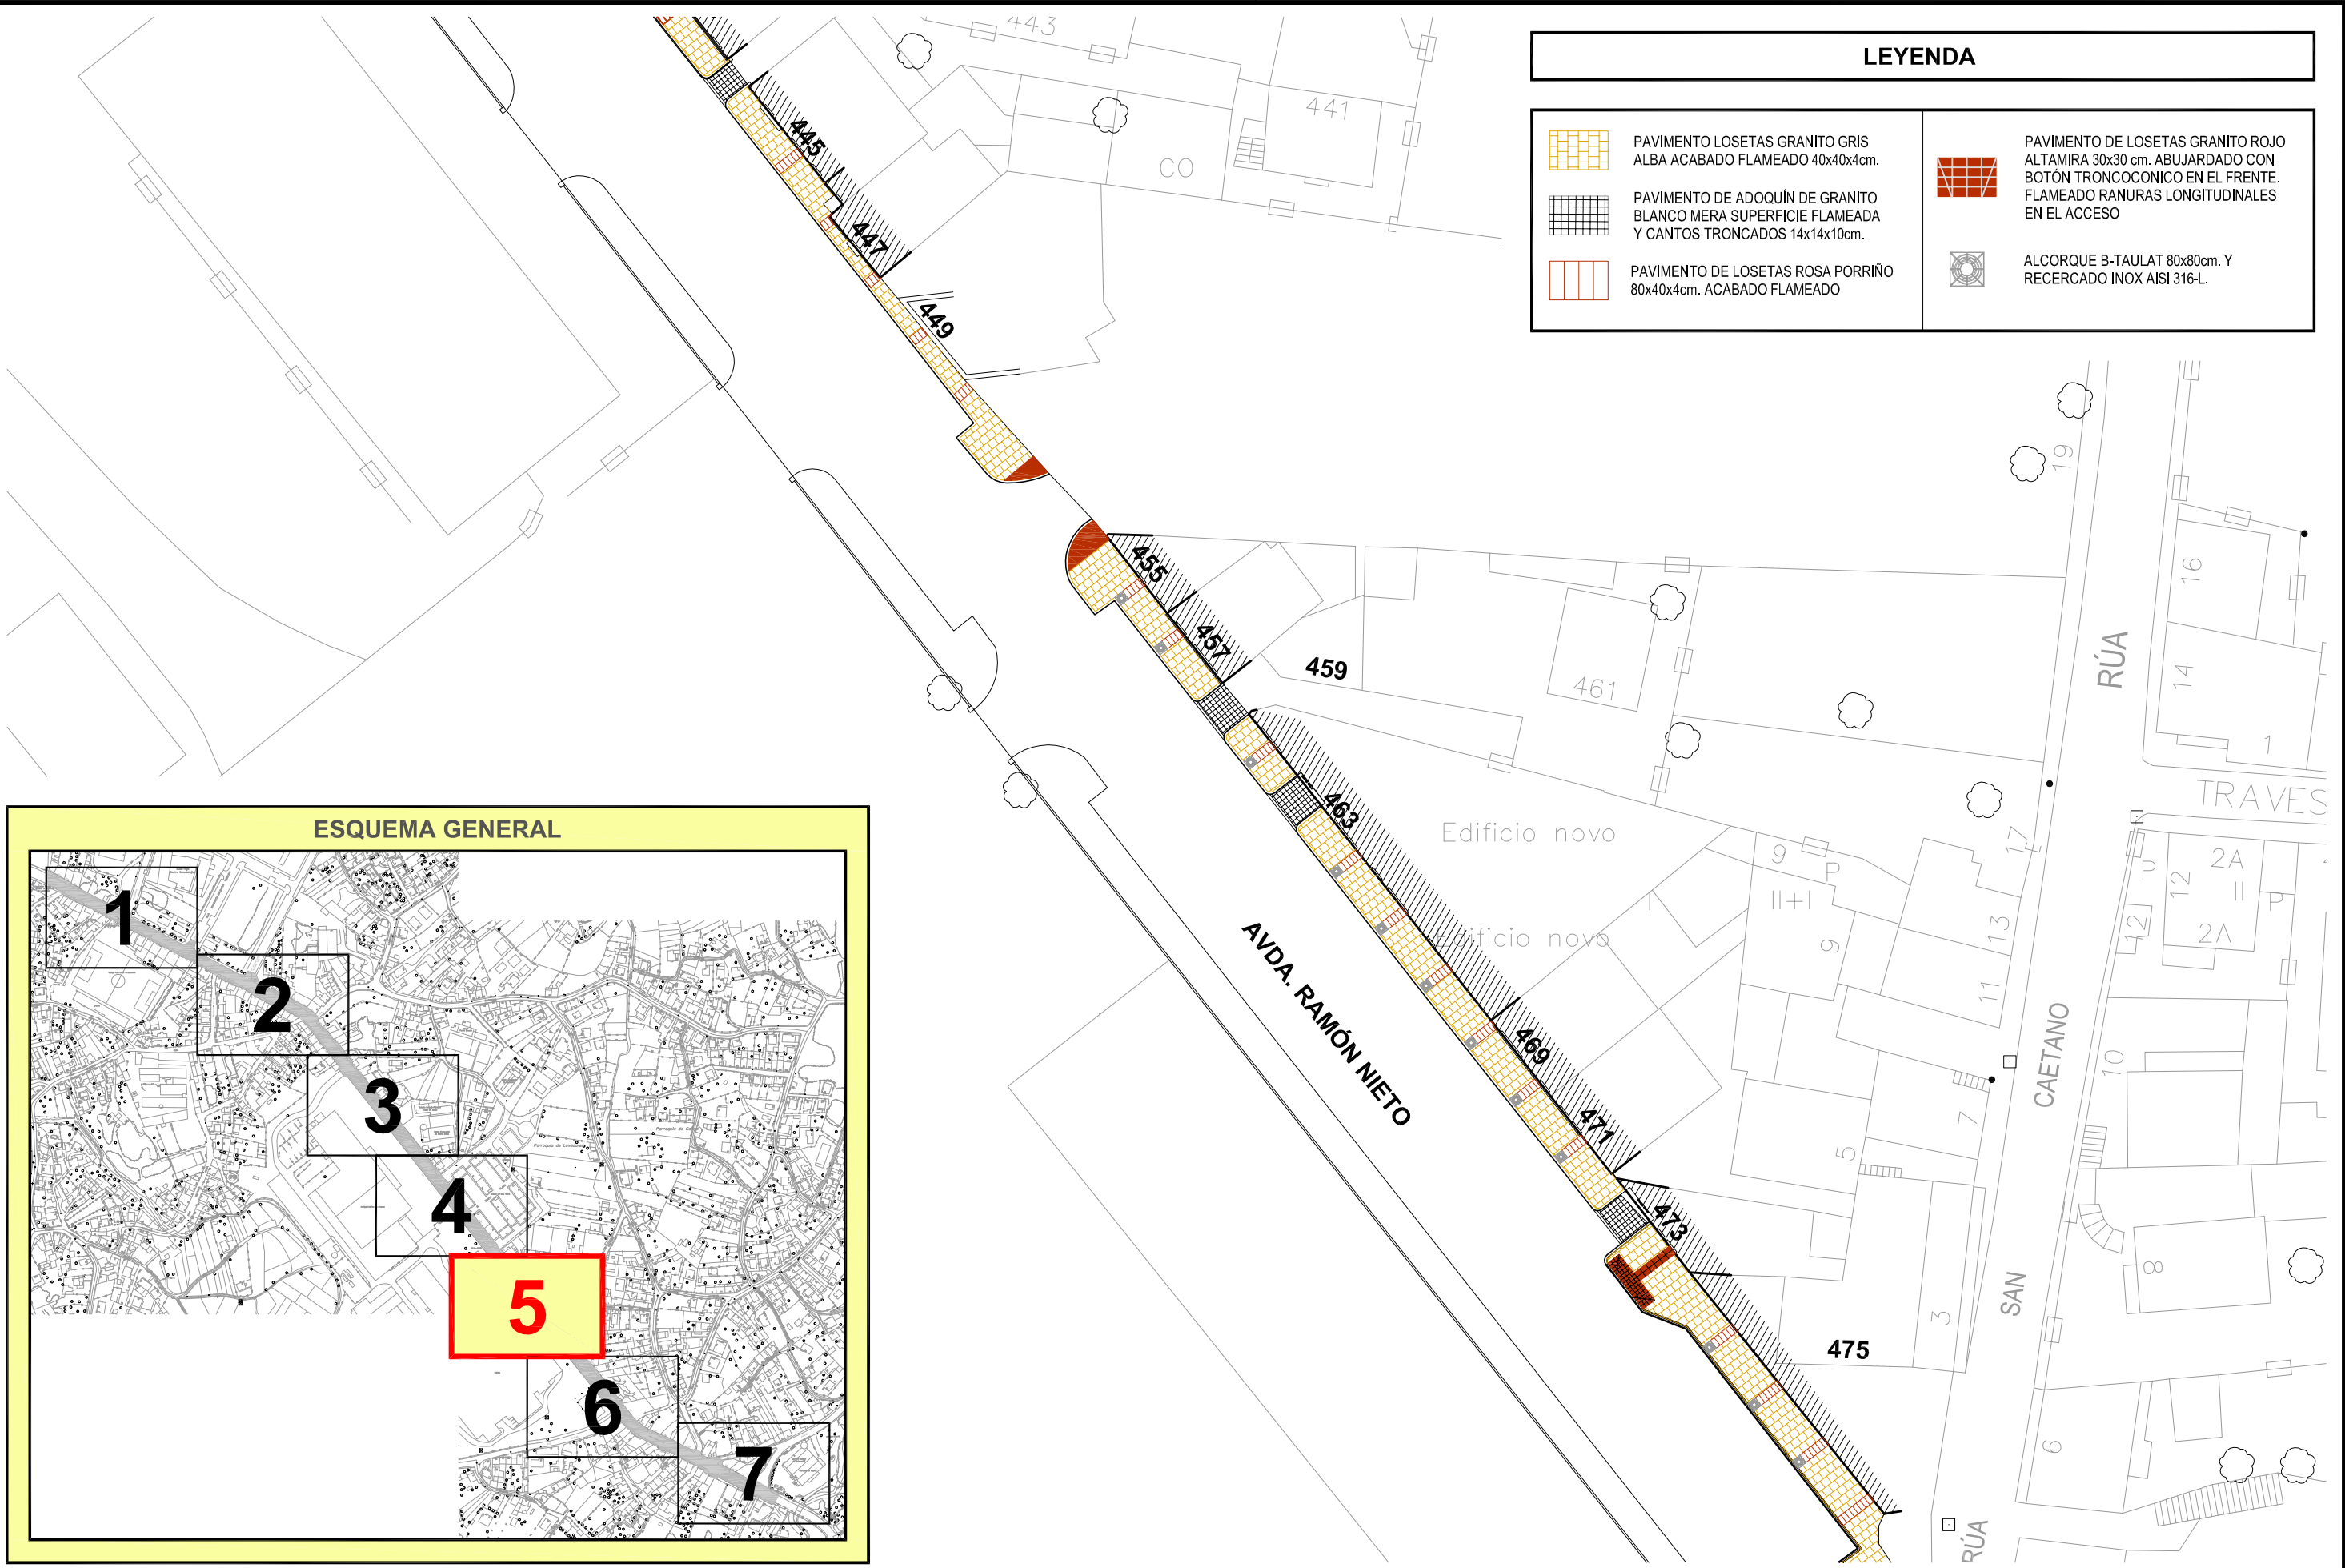 LEYENDA
PAVIMENTO LOSETAS GRANITO GRIS
ALBA ACABADO FLAMEADO 40x40x4cm.
PAVIMENTO DE ADOQUÍN DE GRANITO
BLANCO MERA SUPERFICIE FLAMEADA
Y CANTOS TRONCADOS 14x14x10cm.
PAVIMENTO DE LOSETAS ROSA PORRIÑO
80x40x4cm. ACABADO FLAMEADO
PAVIMENTO DE LOSETAS GRANITO ROJO
ALTAMIRA 30x30 cm. ABUJARDADO CON
BOTÓN TRONCOCONICO EN EL FRENTE.
FLAMEADO RANURAS LONGITUDINALES
EN EL ACCESO
ALCORQUE B-TAULAT 80x80cm. Y
RECERCADO INOX AISI 316-L.
443
441
CO
445
447
449
455
457
459
461
463
469
471
473
475
Edificio novo
Edificio novo
AVDA. RAMÓN NIETO
9
P
II+I
9
I
19
17
13
11
7
5
3
RÚA
SAN
CAETANO
RÚA
16
14
1
TRAVES
P
12
12
2A
II
P
2A
10
8
6
ESQUEMA GENERAL
1
2
3
4
5
6
7